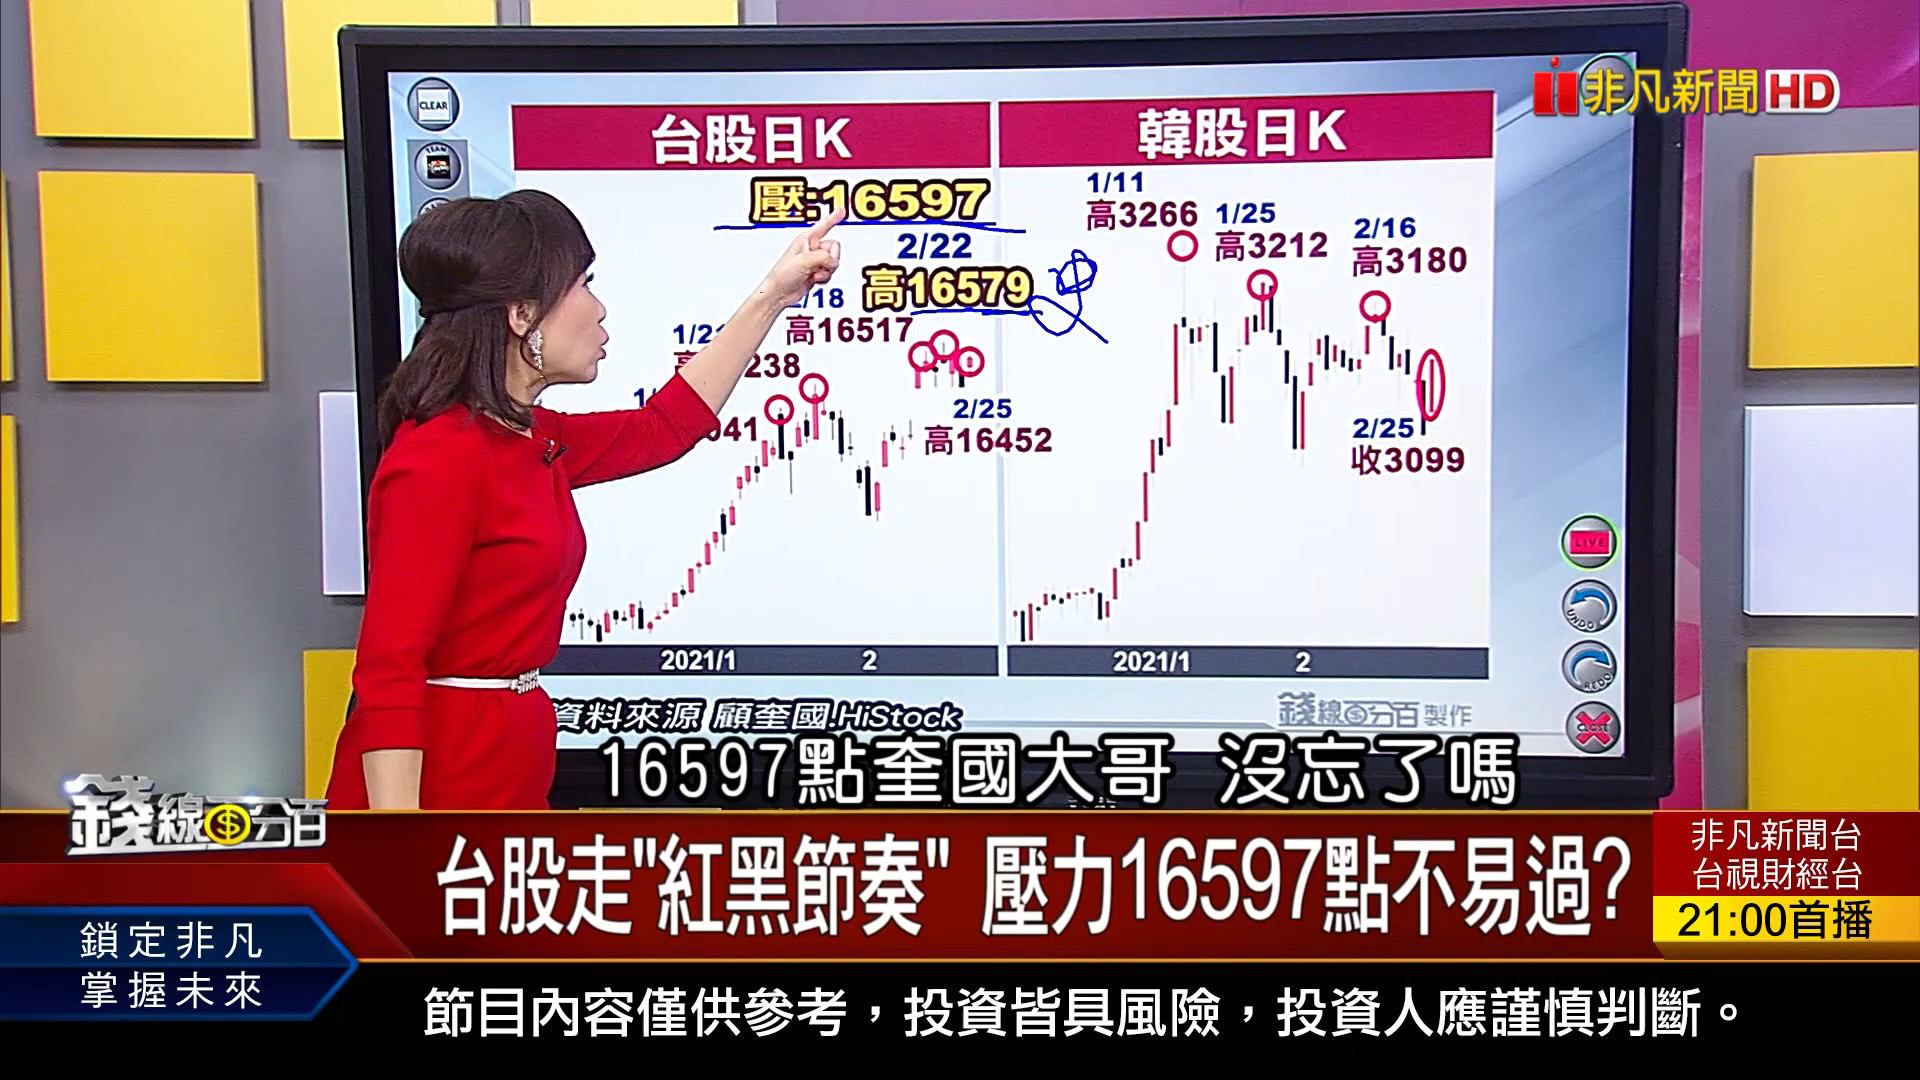 CLEAR
TEAM
非凡新聞HD
台股日K
壓:16597
2/22
高16579
2/18
高16517
1/21
238
041
2/25
高16452
2021/1
2
韓股日K
1/11
高3266
1/25
高3212
2/16
高3180
2/25
收3099
2021/1
2
LIVE
UNDO
REDO
CLOSE
資料來源 顧奎國.HiStock
錢線百分百 製作
16597點奎國大哥 沒忘了嗎
錢線百分百
台股走"紅黑節奏" 壓力16597點不易過?
非凡新聞台
台視財經台
21:00首播
鎖定非凡
掌握未來
節目內容僅供參考，投資皆具風險，投資人應謹慎判斷。